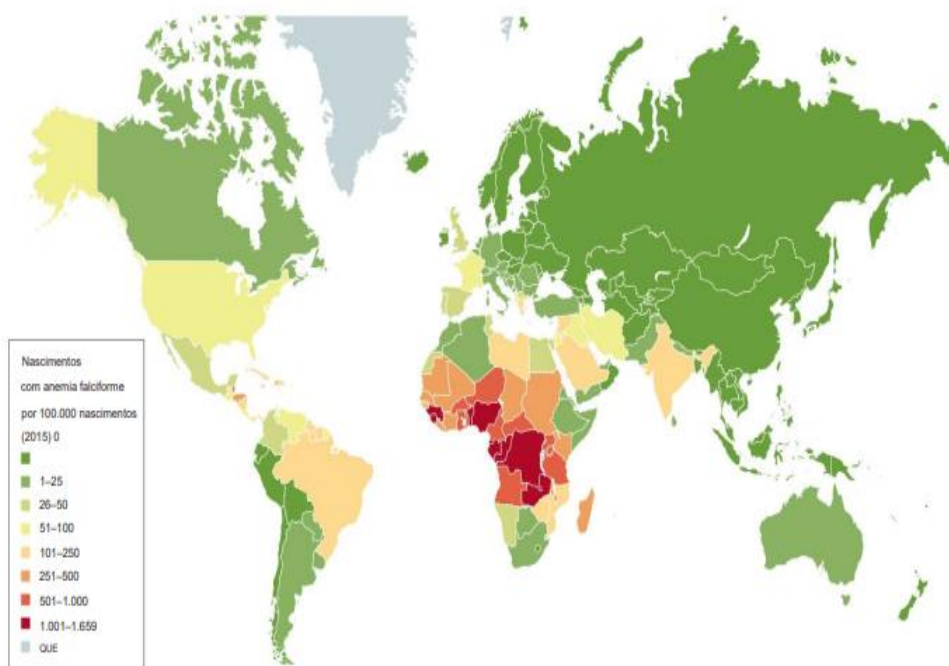 Nascimentos
com anemia falciforme
por 100.000 nascimentos
(2015) 0
1–25
26–50
51–100
101–250
251–500
501–1.000
1.001–1.659
QUE